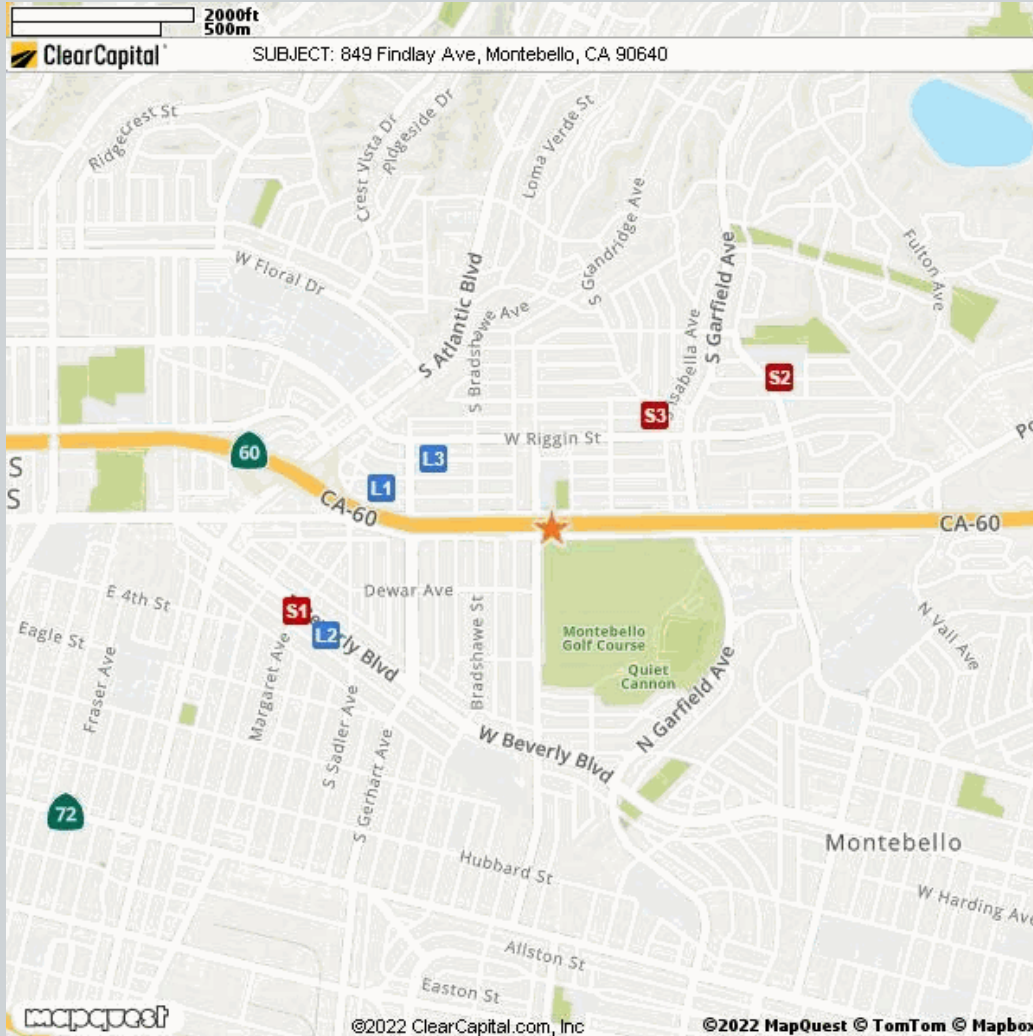 2000ft
500m
ClearCapital
SUBJECT: 849 Findlay Ave, Montebello, CA 90640
Ridgecrest St
Crest Vista Dr
Ridgeside Dr
Loma Verde St
S Grandridge Ave
W Floral Dr
S Atlantic Blvd
S Bradshawe Ave
S Garfield Ave
Fulton Ave
Isabella Ave
S2
S3
W Riggin St
60
L3
L1
S
S
CA-60
CA-60
Dewar Ave
E 4th St
Eagle St
S1
L2
Beverly Blvd
Fraser Ave
Margaret Ave
Bradshawe St
Montebello
Golf Course
Quiet
Cannon
N Vall Ave
N Garfield Ave
S Sadler Ave
S Gerhart Ave
W Beverly Blvd
72
Montebello
Hubbard St
W Harding Ave
Allston St
Easton St
mapquest
©2022 ClearCapital.com, Inc
©2022 MapQuest © TomTom © Mapbox